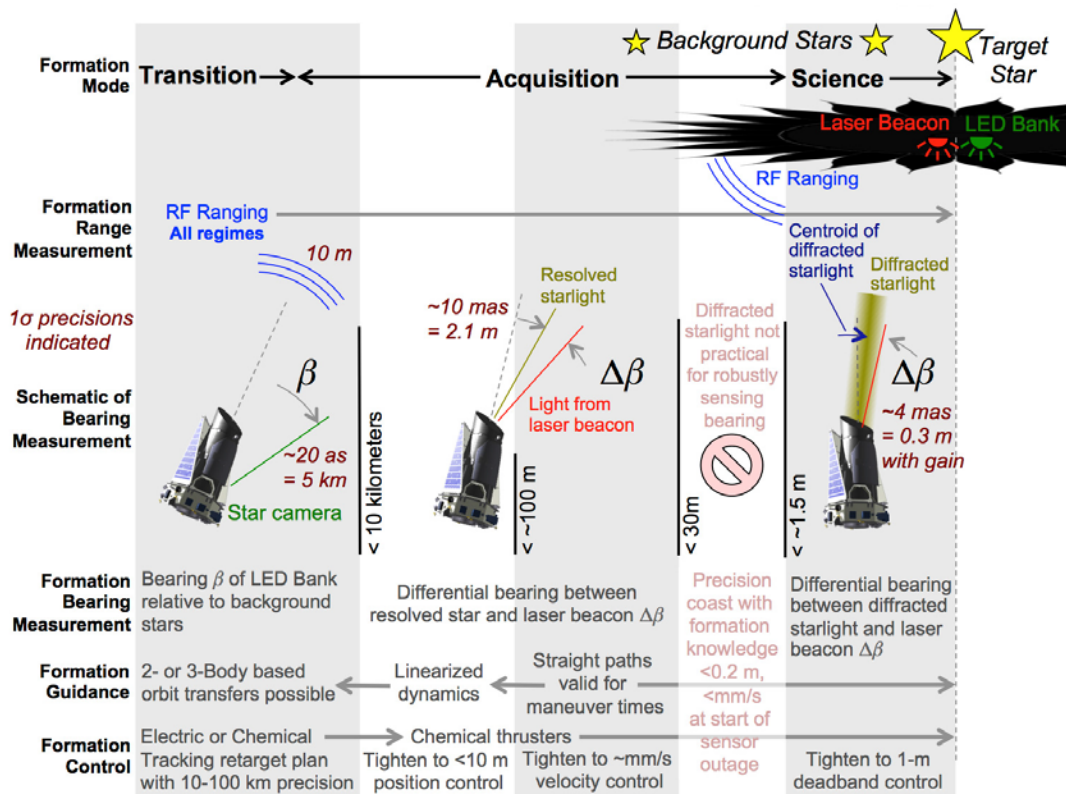 Background Stars
Target
Star
Formation
Mode
Transition
Acquisition
Science
Laser Beacon
LED Bank
RF Ranging
Formation
Range
Measurement
RF Ranging
All regimes
10 m
Centroid of
diffracted
starlight
Diffracted
starlight
1σ precisions
indicated
~10 mas
= 2.1 m
Resolved
starlight
Diffracted
starlight not
practical
for robustly
sensing
bearing
Schematic of
Bearing
Measurement
β
~20 as
= 5 km
Star camera
< 10 kilometers
Δβ
Light from
laser beacon
< ~100 m
< 30m
< ~1.5 m
Δβ
~4 mas
= 0.3 m
with gain
Formation
Bearing
Measurement
Bearing β of LED Bank
relative to background
stars
Differential bearing between
resolved star and laser beacon Δβ
Precision
coast with
formation
knowledge
<0.2 m,
<mm/s
at start of
sensor
outage
Differential bearing
between diffracted
starlight and laser
beacon Δβ
Formation
Guidance
2- or 3-Body based
orbit transfers possible
Linearized
dynamics
Straight paths
valid for
maneuver times
Formation
Control
Electric or Chemical
Tracking retarget plan
with 10-100 km precision
Chemical thrusters
Tighten to <10 m
position control
Tighten to ~mm/s
velocity control
Tighten to 1-m
deadband control